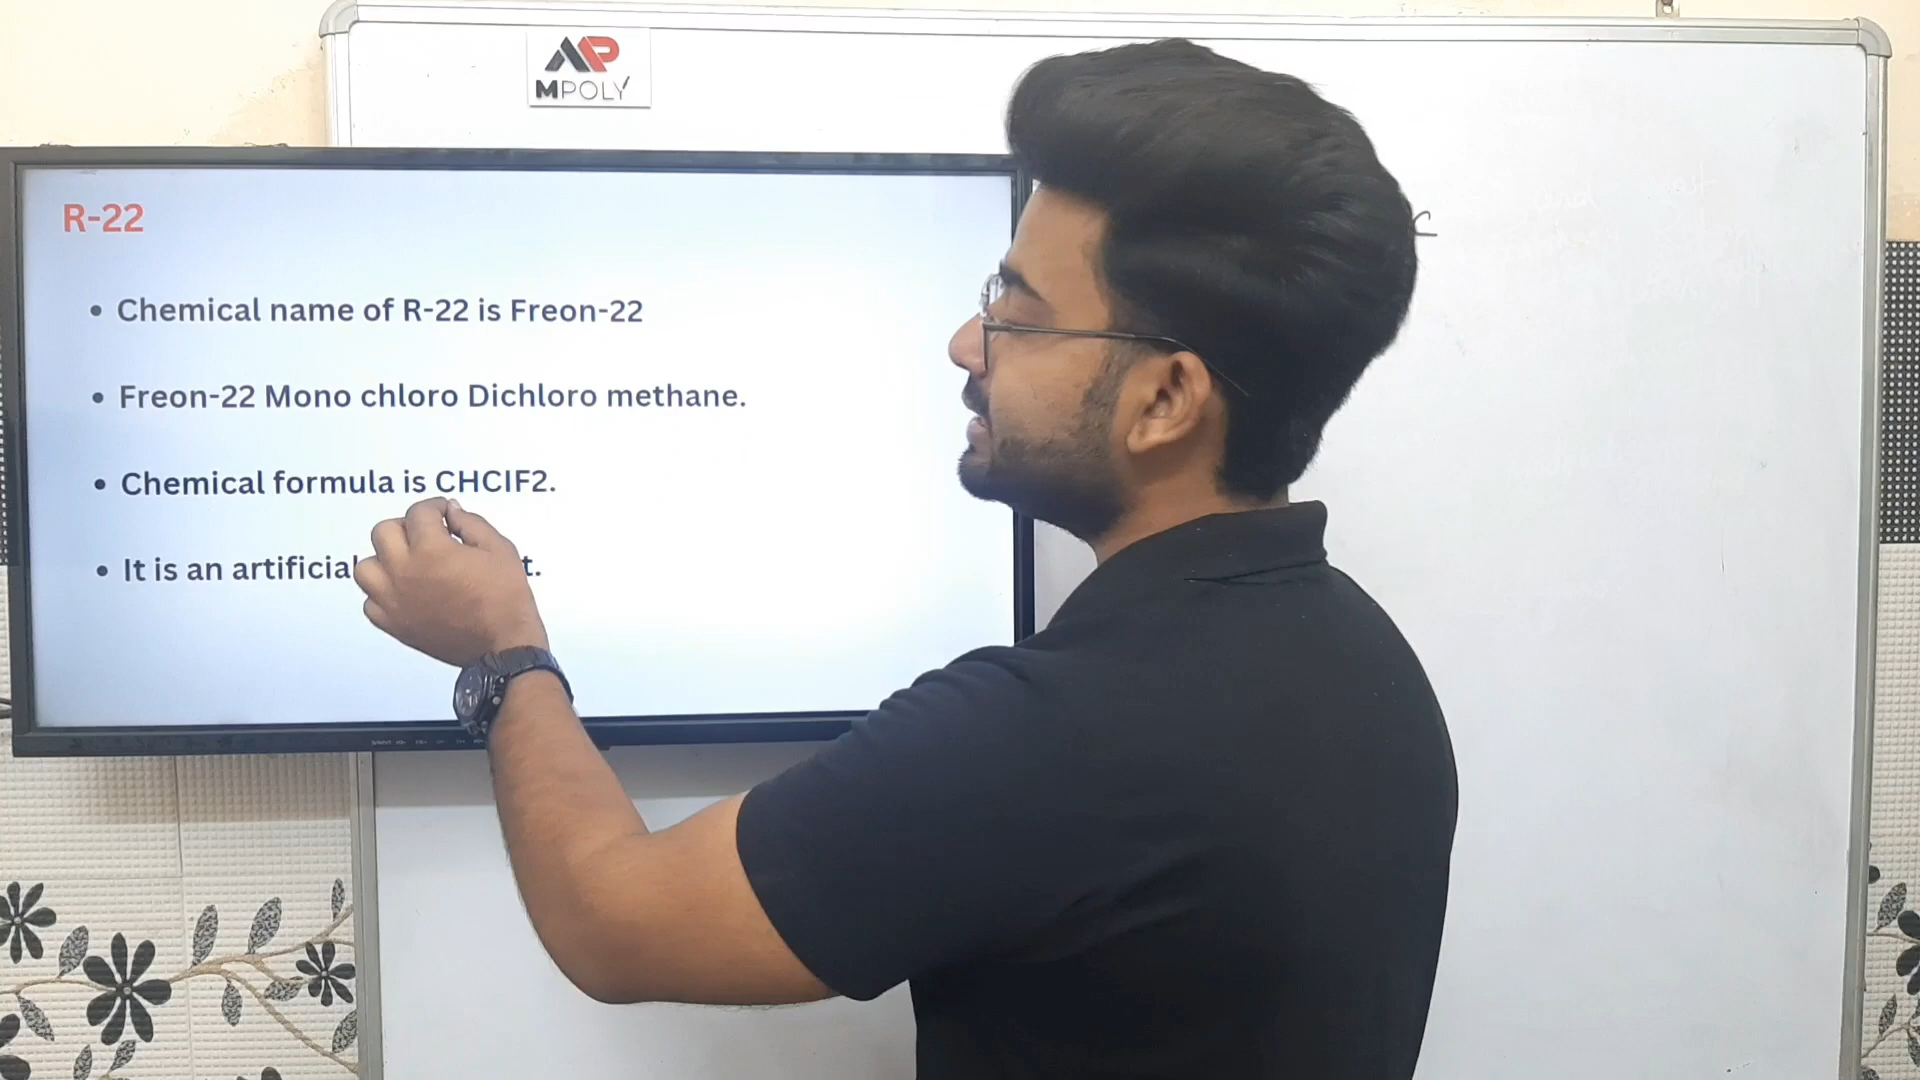 MPOLY
R-22
• Chemical name of R-22 is Freon-22
• Freon-22 Mono chloro Dichloro methane.
• Chemical formula is CHCIF2.
• It is an artificial t.